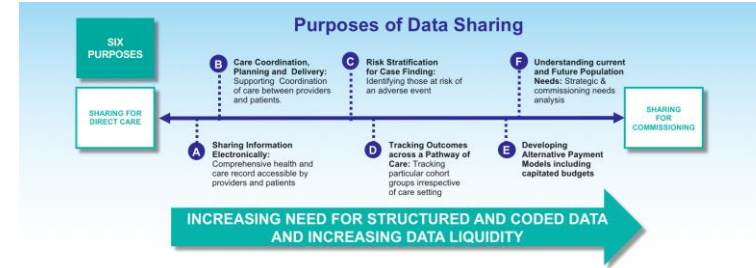 Purposes of Data Sharing
SIX
PURPOSES
B
Care Coordination,
Planning and Delivery:
Supporting Coordination
of care between providers
and patients.
C
Risk Stratification
for Case Finding:
Identifying those at risk of
an adverse event
F
Understanding current
and Future Population
Needs: Strategic &
commissioning needs
analysis
SHARING FOR
DIRECT CARE
SHARING
FOR
COMMISSIONING
A
Sharing Information
Electronically:
Comprehensive health and
care record accessible by
providers and patients
D
Tracking Outcomes
across a Pathway of
Care: Tracking
particular cohort
groups irrespective
of care setting
E
Developing
Alternative Payment
Models including
capitated budgets
INCREASING NEED FOR STRUCTURED AND CODED DATA
AND INCREASING DATA LIQUIDITY